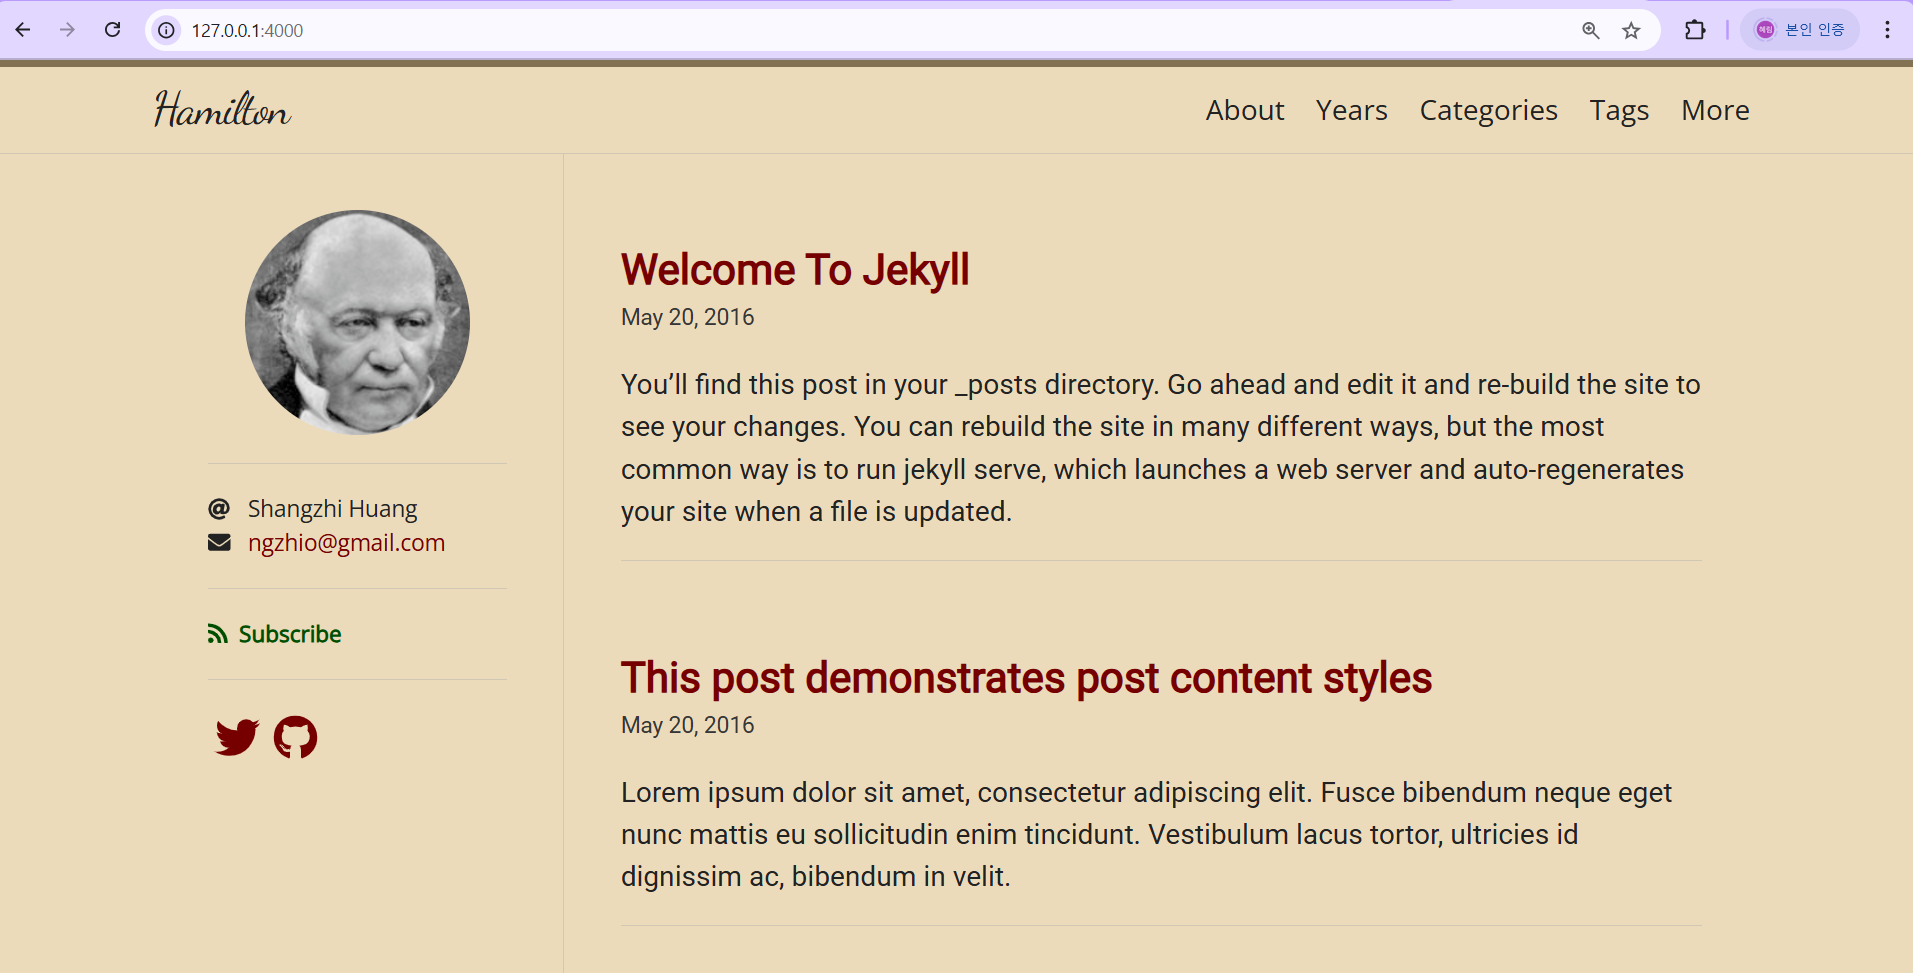 127.0.0.1:4000
혜림 본인 인증
Hamilton
About Years Categories Tags More
@ Shangzhi Huang
ngzhio@gmail.com
Subscribe
Welcome To Jekyll
May 20, 2016
You’ll find this post in your _posts directory. Go ahead and edit it and re-build the site to
see your changes. You can rebuild the site in many different ways, but the most
common way is to run jekyll serve, which launches a web server and auto-regenerates
your site when a file is updated.
This post demonstrates post content styles
May 20, 2016
Lorem ipsum dolor sit amet, consectetur adipiscing elit. Fusce bibendum neque eget
nunc mattis eu sollicitudin enim tincidunt. Vestibulum lacus tortor, ultricies id
dignissim ac, bibendum in velit.